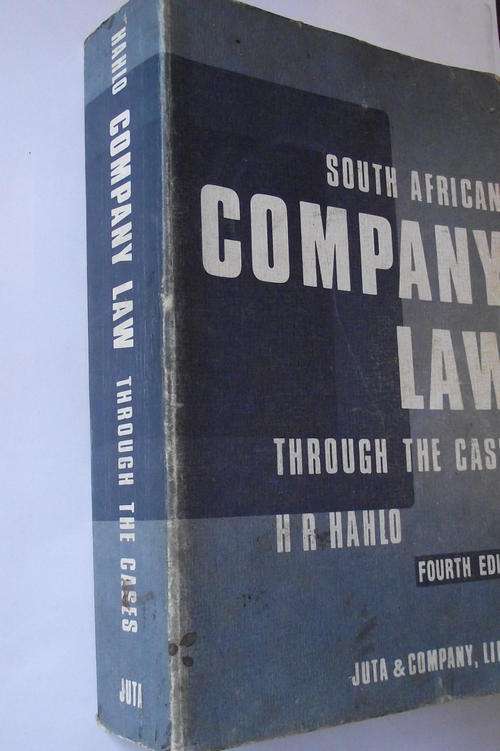 HAHLO COMPANY LAW THROUGH THE CASES JUTA
SOUTH AFRICAN
COMPANY
LAW
THROUGH THE CAS
H R HAHLO
FOURTH EDI
JUTA & COMPANY, LI